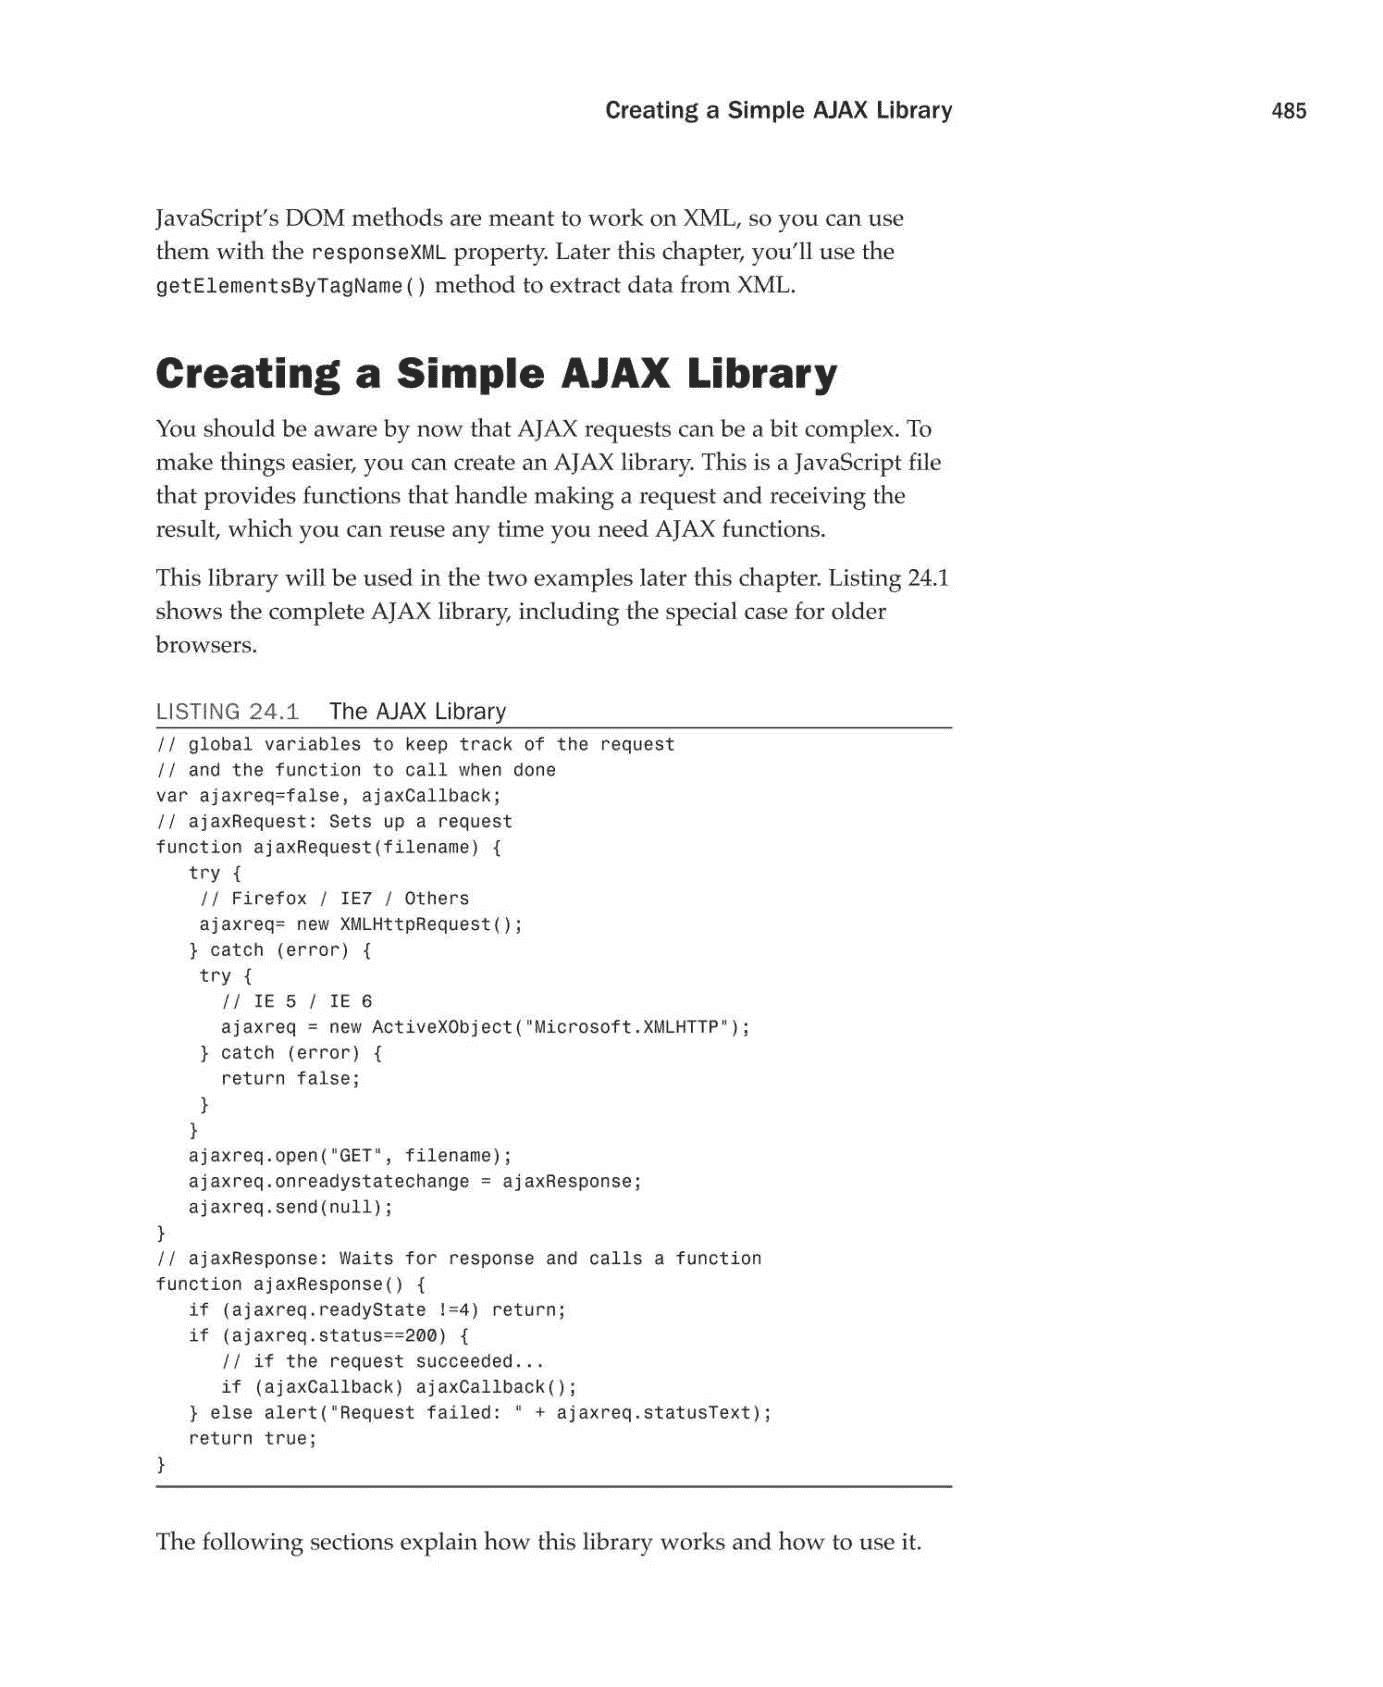 Creating a Simple AJAX Library 485
JavaScript's DOM methods are meant to work on XML, so you can use
them with the responseXML property. Later this chapter, you'll use the
getElementsByTagName() method to extract data from XML.
Creating a Simple AJAX Library
You should be aware by now that AJAX requests can be a bit complex. To
make things easier, you can create an AJAX library. This is a JavaScript file
that provides functions that handle making a request and receiving the
result, which you can reuse any time you need AJAX functions.
This library will be used in the two examples later this chapter. Listing 24.1
shows the complete AJAX library, including the special case for older
browsers.
LISTING 24.1 The AJAX Library
// global variables to keep track of the request
// and the function to call when done
var ajaxreq=false, ajaxCallback;
// ajaxRequest: Sets up a request
function ajaxRequest(filename) {
   try {
    // Firefox / IE7 / Others
    ajaxreq= new XMLHttpRequest();
   } catch (error) {
    try {
      // IE 5 / IE 6
      ajaxreq = new ActiveXObject("Microsoft.XMLHTTP");
    } catch (error) {
      return false;
    }
   }
   ajaxreq.open("GET", filename);
   ajaxreq.onreadystatechange = ajaxResponse;
   ajaxreq.send(null);
}
// ajaxResponse: Waits for response and calls a function
function ajaxResponse() {
   if (ajaxreq.readyState !=4) return;
   if (ajaxreq.status==200) {
      // if the request succeeded...
      if (ajaxCallback) ajaxCallback();
   } else alert("Request failed: " + ajaxreq.statusText);
   return true;
}
The following sections explain how this library works and how to use it.